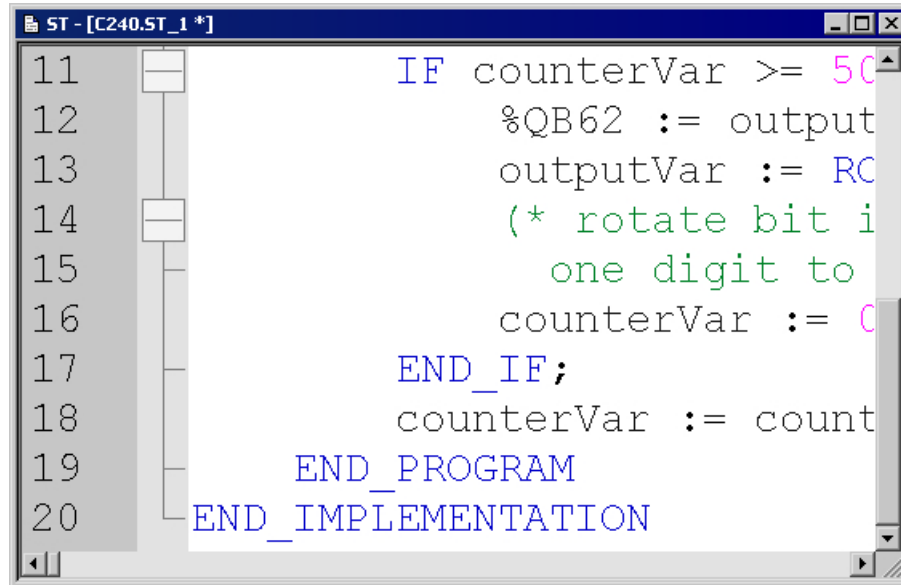 ST - [C240.ST_1 *]
11 IF counterVar >= 50
12 %QB62 := output
13 outputVar := RO
14 (* rotate bit i
15 one digit to
16 counterVar := 0
17 END_IF;
18 counterVar := count
19 END_PROGRAM
20 END_IMPLEMENTATION